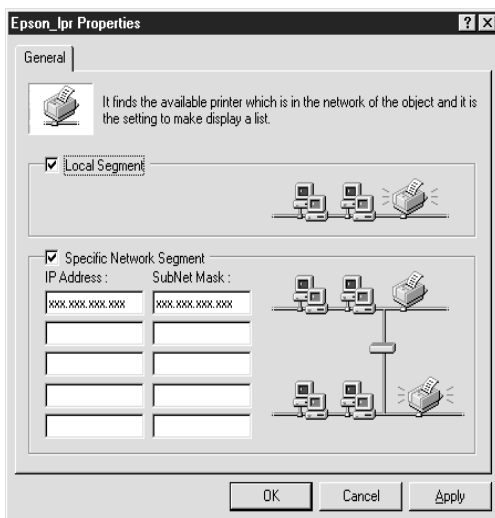 Epson_lpr Properties
? X
General
It finds the available printer which is in the network of the object and it is
the setting to make display a list.
Local Segment
Specific Network Segment
IP Address : SubNet Mask :
xxx.xxx.xxx.xxx xxx.xxx.xxx.xxx
OK Cancel Apply